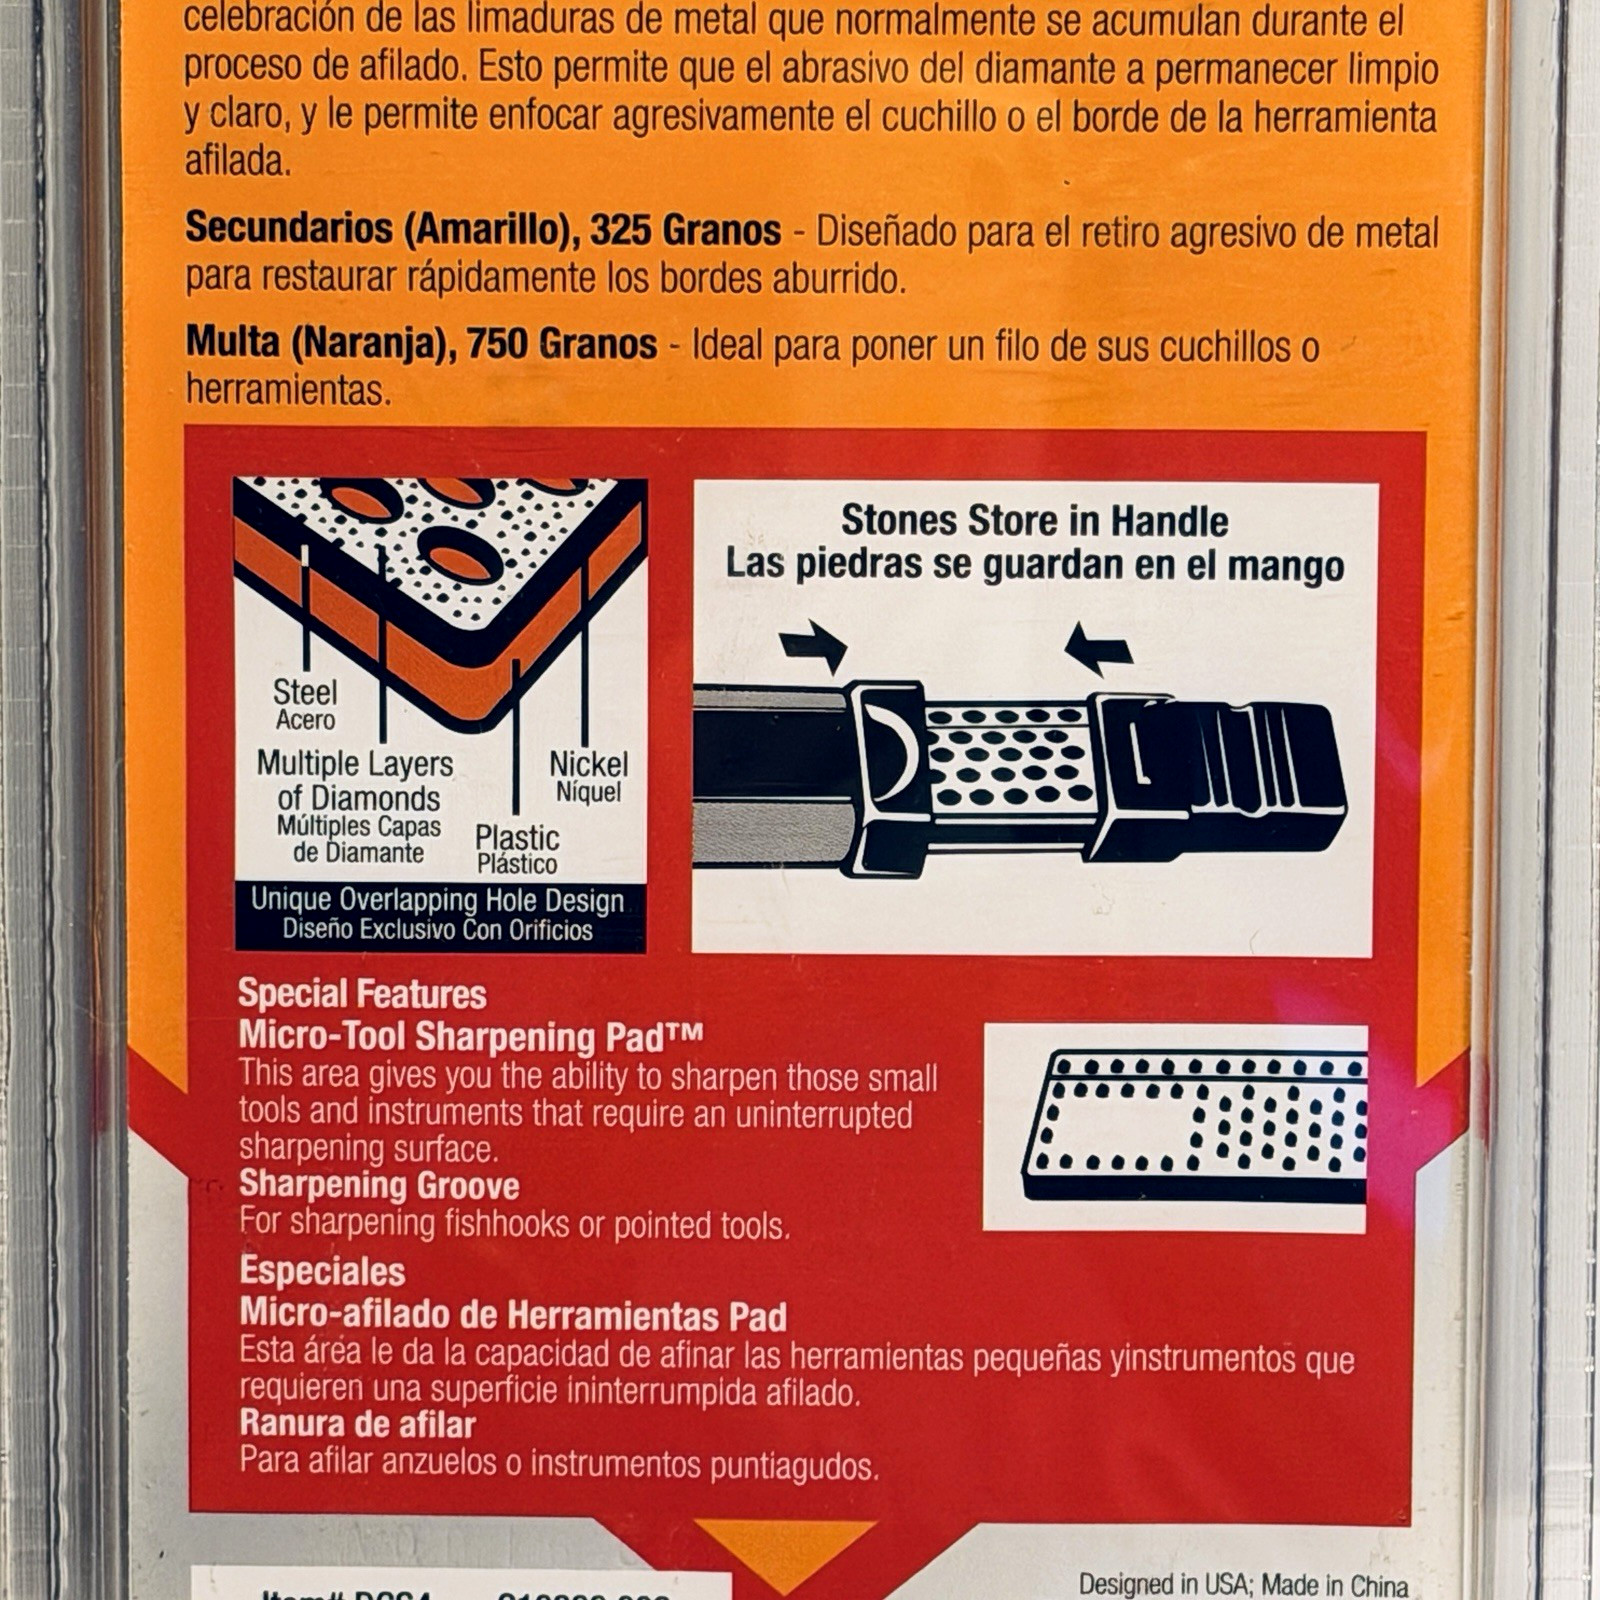 celebración de las limaduras de metal que normalmente se acumulan durante el
proceso de afilado. Esto permite que el abrasivo del diamante a permanecer limpio
y claro, y le permite enfocar agresivamente el cuchillo o el borde de la herramienta
afilada.
Secundarios (Amarillo), 325 Granos - Diseñado para el retiro agresivo de metal
para restaurar rápidamente los bordes aburrido.
Multa (Naranja), 750 Granos - Ideal para poner un filo de sus cuchillos o
herramientas.
Steel
Acero
Multiple Layers
of Diamonds
Múltiples Capas
de Diamante
Plastic
Plástico
Nickel
Níquel
Unique Overlapping Hole Design
Diseño Exclusivo Con Orificios
Stones Store in Handle
Las piedras se guardan en el mango
Special Features
Micro-Tool Sharpening Pad™
This area gives you the ability to sharpen those small
tools and instruments that require an uninterrupted
sharpening surface.
Sharpening Groove
For sharpening fishhooks or pointed tools.
Especiales
Micro-afilado de Herramientas Pad
Esta área le da la capacidad de afinar las herramientas pequeñas yinstrumentos que
requieren una superficie ininterrumpida afilado.
Ranura de afilar
Para afilar anzuelos o instrumentos puntiagudos.
Designed in USA; Made in China
Item#